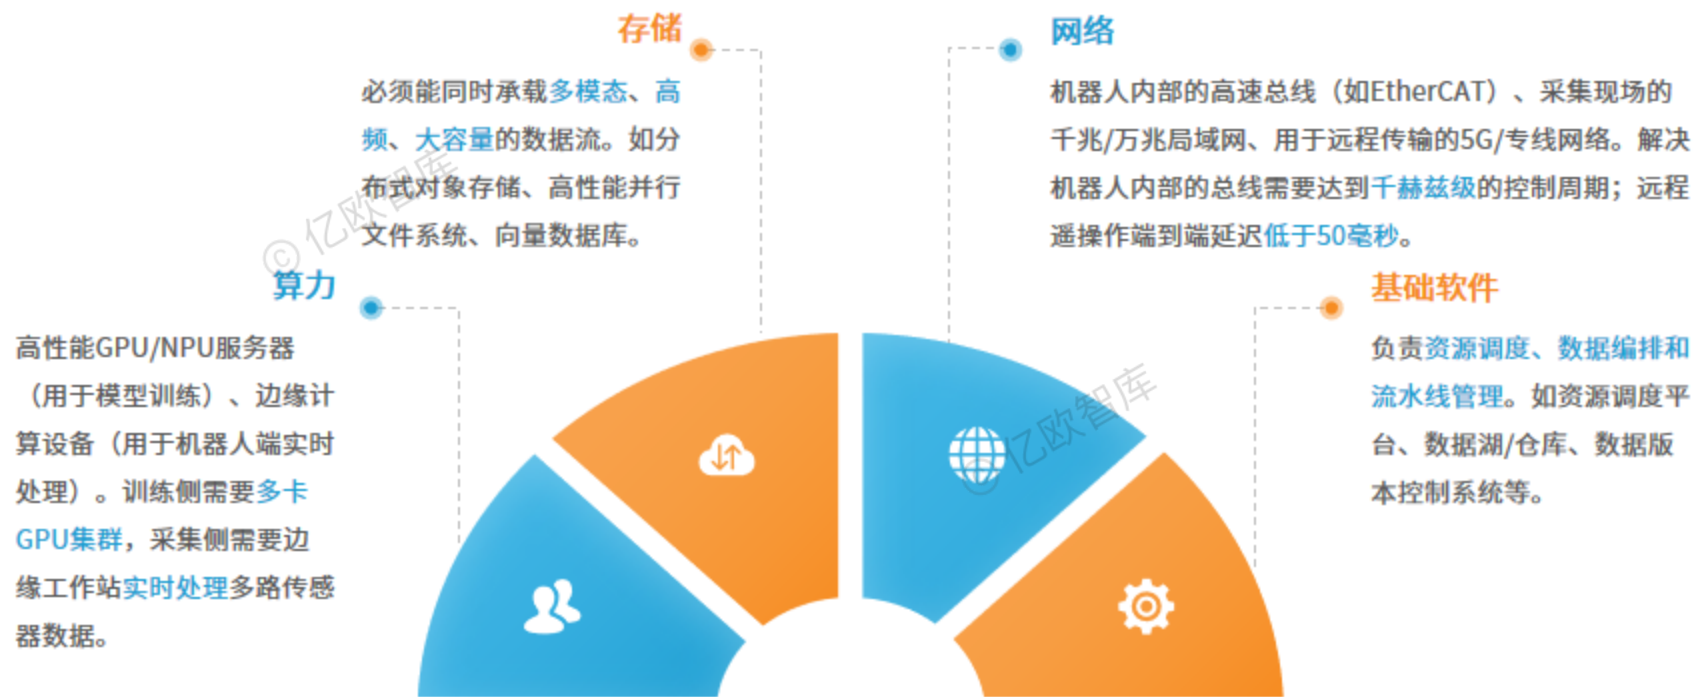 存储
必须能同时承载多模态、高
频、大容量的数据流。如分
布式对象存储、高性能并行
文件系统、向量数据库。
网络
机器人内部的高速总线（如EtherCAT）、采集现场的
千兆/万兆局域网、用于远程传输的5G/专线网络。解决
机器人内部的总线需要达到千赫兹级的控制周期；远程
遥操作端到端延迟低于50毫秒。
算力
高性能GPU/NPU服务器
（用于模型训练）、边缘计
算设备（用于机器人端实时
处理）。训练侧需要多卡
GPU集群，采集侧需要边
缘工作站实时处理多路传感
器数据。
基础软件
负责资源调度、数据编排和
流水线管理。如资源调度平
台、数据湖/仓库、数据版
本控制系统等。
© 亿欧智库
© 亿欧智库